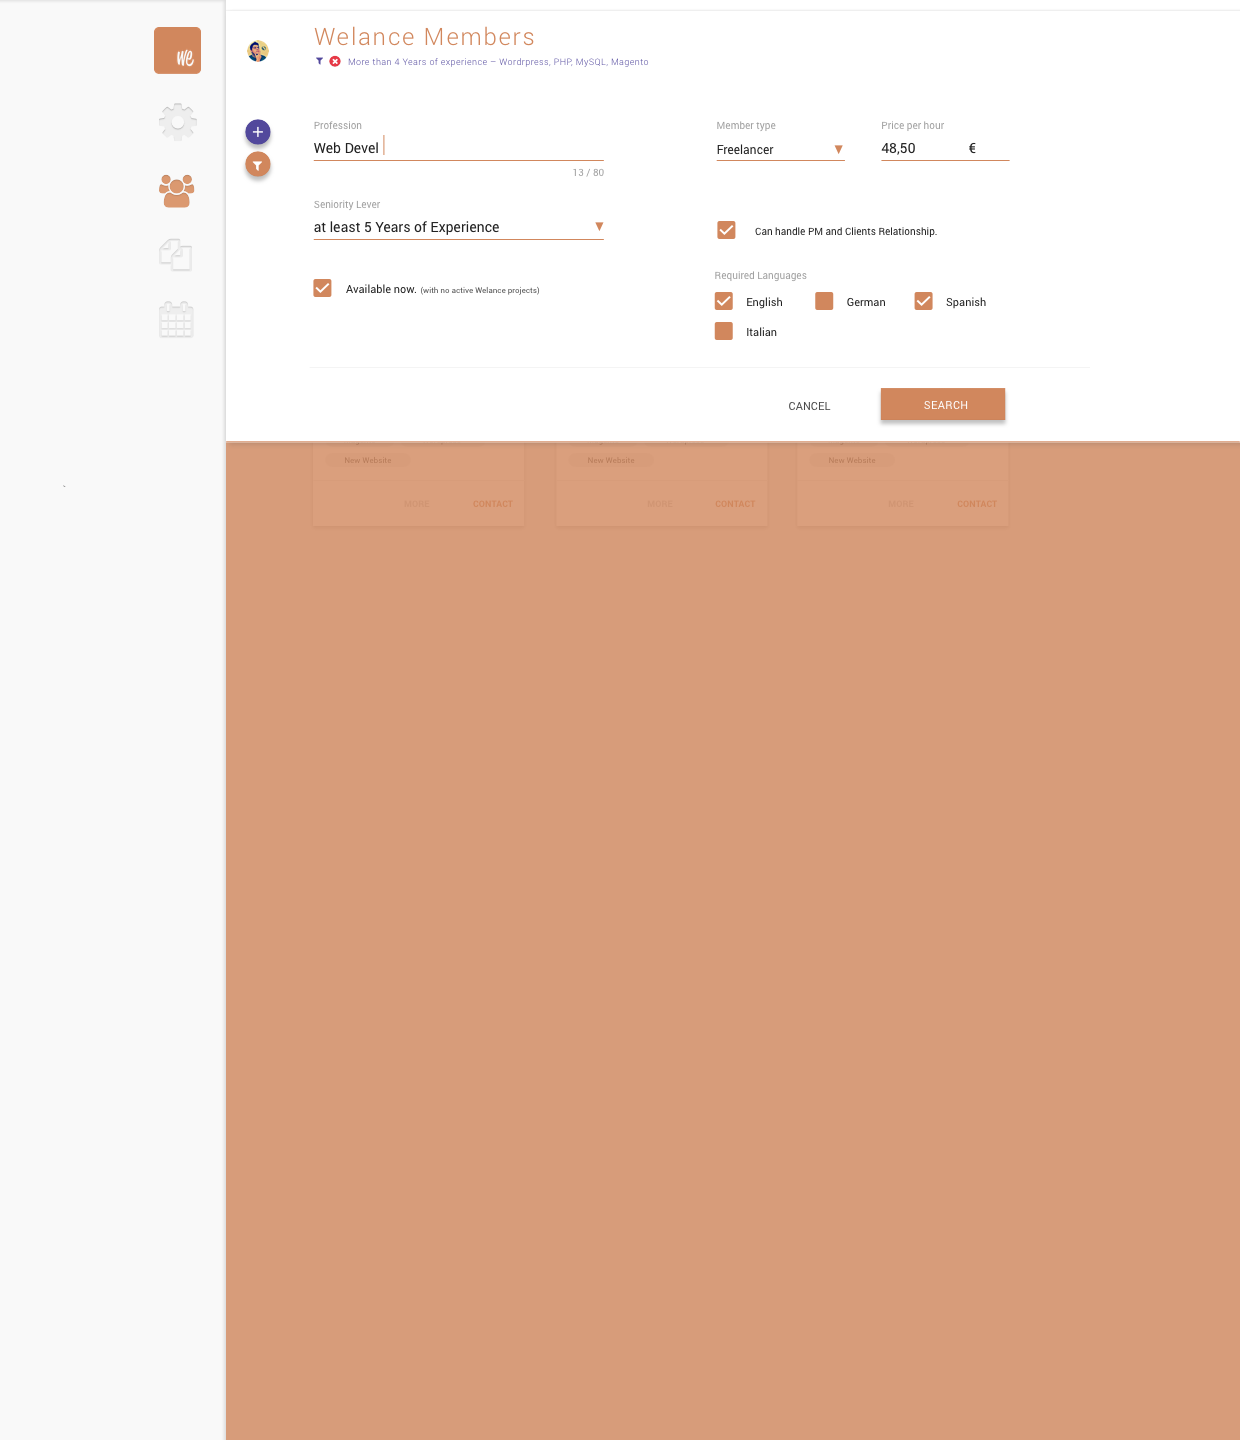 we
Welance Members
More than 4 Years of experience – Wordrpress, PHP, MySQL, Magento
Profession
Member type
Price per hour
Web Devel
Freelancer
48,50 €
13 / 80
Seniority Lever
at least 5 Years of Experience
Can handle PM and Clients Relationship.
Required Languages
Available now. (with no active Welance projects)
English
German
Spanish
Italian
CANCEL
SEARCH
New Website
New Website
New Website
MORE CONTACT
MORE CONTACT
MORE CONTACT